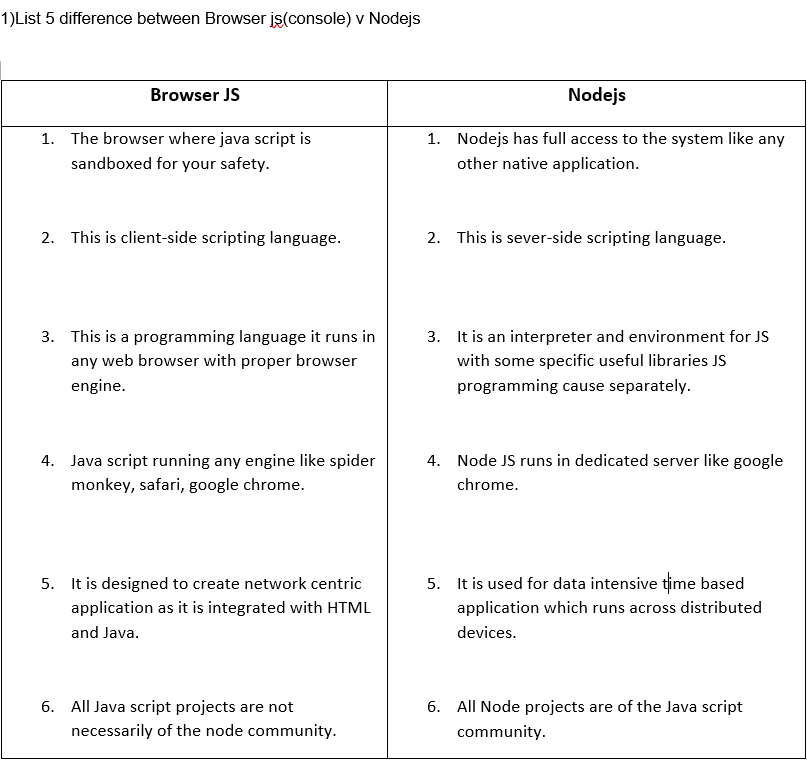 1)List 5 difference between Browser js(console) v Nodejs
Browser JS
Nodejs
1. The browser where java script is
sandboxed for your safety.
1. Nodejs has full access to the system like any
other native application.
2. This is client-side scripting language.
2. This is sever-side scripting language.
3. This is a programming language it runs in
any web browser with proper browser
engine.
3. It is an interpreter and environment for JS
with some specific useful libraries JS
programming cause separately.
4. Java script running any engine like spider
monkey, safari, google chrome.
4. Node JS runs in dedicated server like google
chrome.
5. It is designed to create network centric
application as it is integrated with HTML
and Java.
5. It is used for data intensive time based
application which runs across distributed
devices.
6. All Java script projects are not
necessarily of the node community.
6. All Node projects are of the Java script
community.